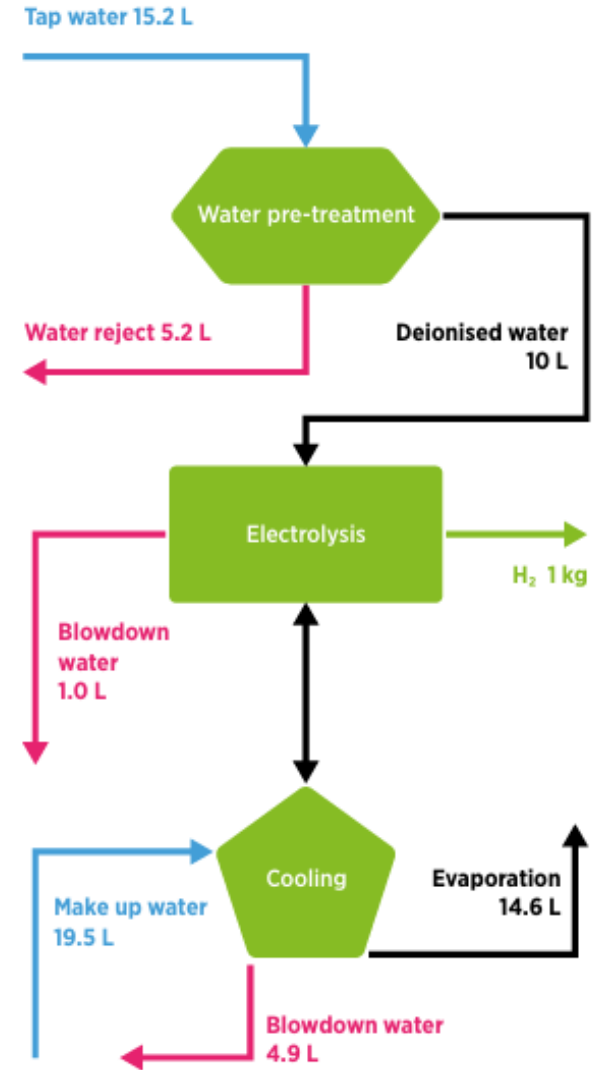 Tap water 15.2 L
Water pre-treatment
Water reject 5.2 L
Deionised water
10 L
Electrolysis
H₂ 1 kg
Blowdown
water
1.0 L
Cooling
Evaporation
14.6 L
Make up water
19.5 L
Blowdown water
4.9 L